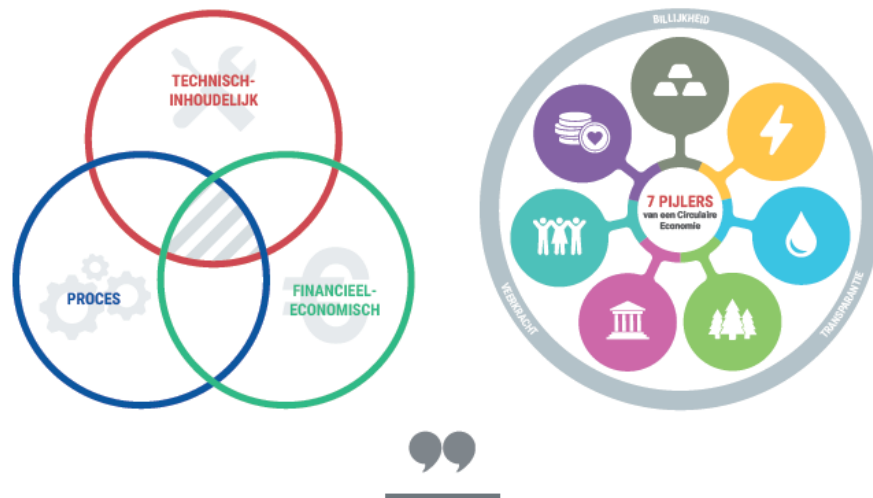 TECHNISCH-
INHOUDELIJK
PROCES
FINANCIEEL-
ECONOMISCH
BILLIJKHEID
7 PIJLERS
van een Circulaire
Economie
VEERKRACHT
TRANSPARANTIE
”